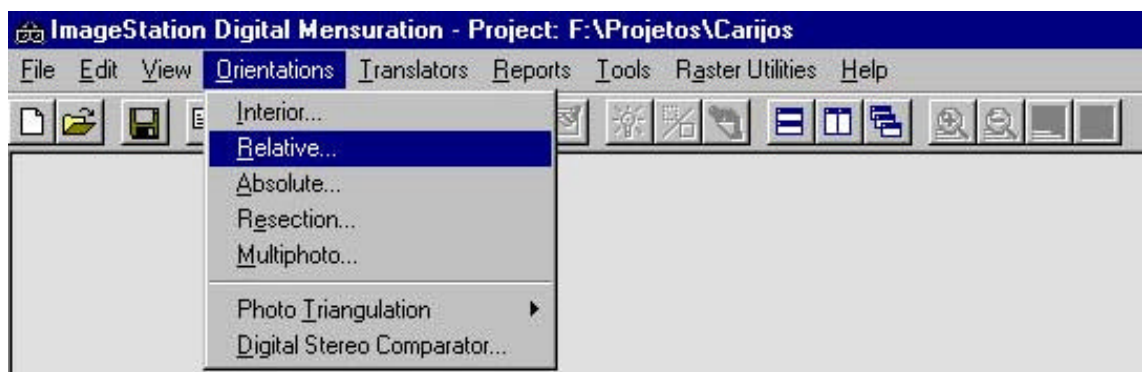 ImageStation Digital Mensuration - Project: F:\Projetos\Carijos
File Edit View Orientations Translators Reports Tools Raster Utilities Help
Interior...
Relative...
Absolute...
Resection...
Multiphoto...
Photo Triangulation
Digital Stereo Comparator...